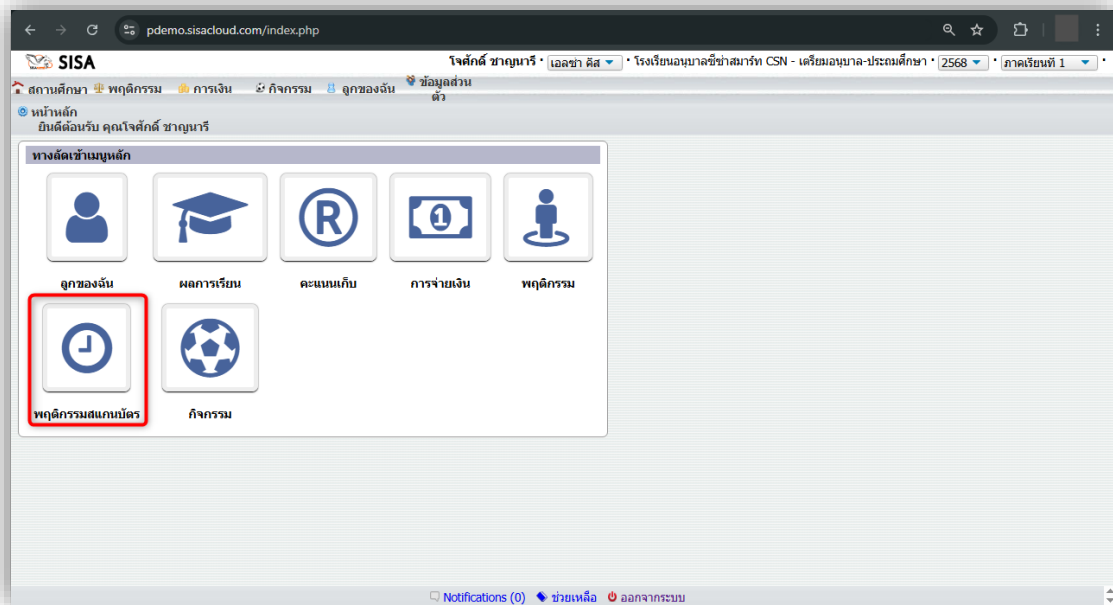 pdemo.sisacloud.com/index.php
SISA
โจศักดิ์ ชาญนารี · เอลซ่า คิส · โรงเรียนอนุบาลซีซ่าสมาร์ท CSN - เตรียมอนุบาล-ประถมศึกษา · 2568 · ภาคเรียนที่ 1 ·
สถานศึกษา พฤติกรรม การเงิน กิจกรรม ลูกของฉัน ข้อมูลส่วน
ตัว
หน้าหลัก
ยินดีต้อนรับ คุณโจศักดิ์ ชาญนารี
ทางลัดเข้าเมนูหลัก
R 1
ลูกของฉัน ผลการเรียน คะแนนเก็บ การจ่ายเงิน พฤติกรรม
พฤติกรรมสแกนบัตร กิจกรรม
Notifications (0) ช่วยเหลือ ออกจากระบบ